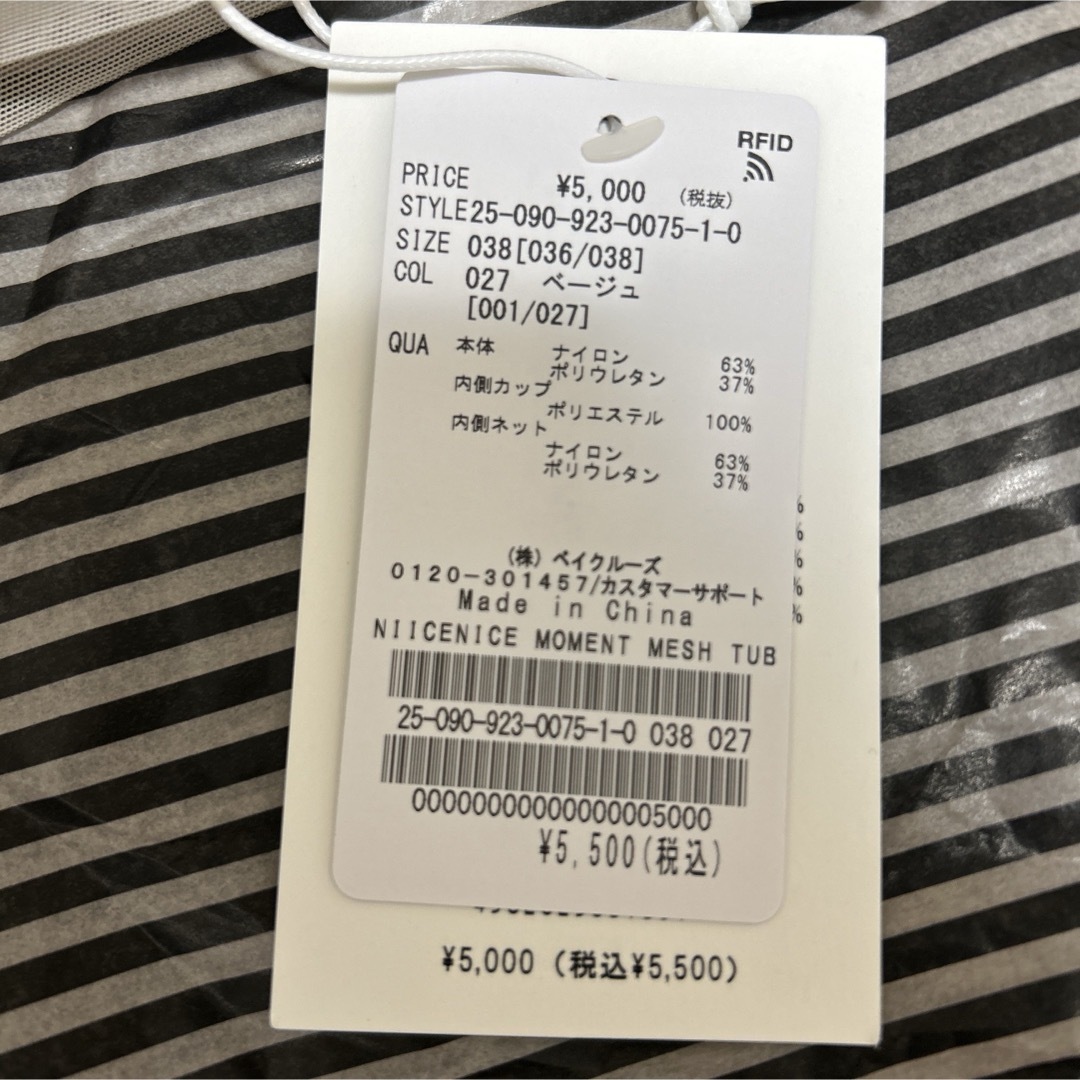 RFID
PRICE ¥5,000 (税抜)
STYLE25-090-923-0075-1-0
SIZE 038[036/038]
COL 027 ベージュ
[001/027]
QUA 本体 ナイロン 63%
ポリウレタン 37%
内側カップ
ポリエステル 100%
内側ネット
ナイロン 63%
ポリウレタン 37%
%
%
%
%
%
(株) ベイクルーズ
0120-301457/カスタマーサポート
Made in China
NIICENICE MOMENT MESH TUB
25-090-923-0075-1-0 038 027
00000000000000005000
¥5,500(税込)
¥5,000 (税込¥5,500)